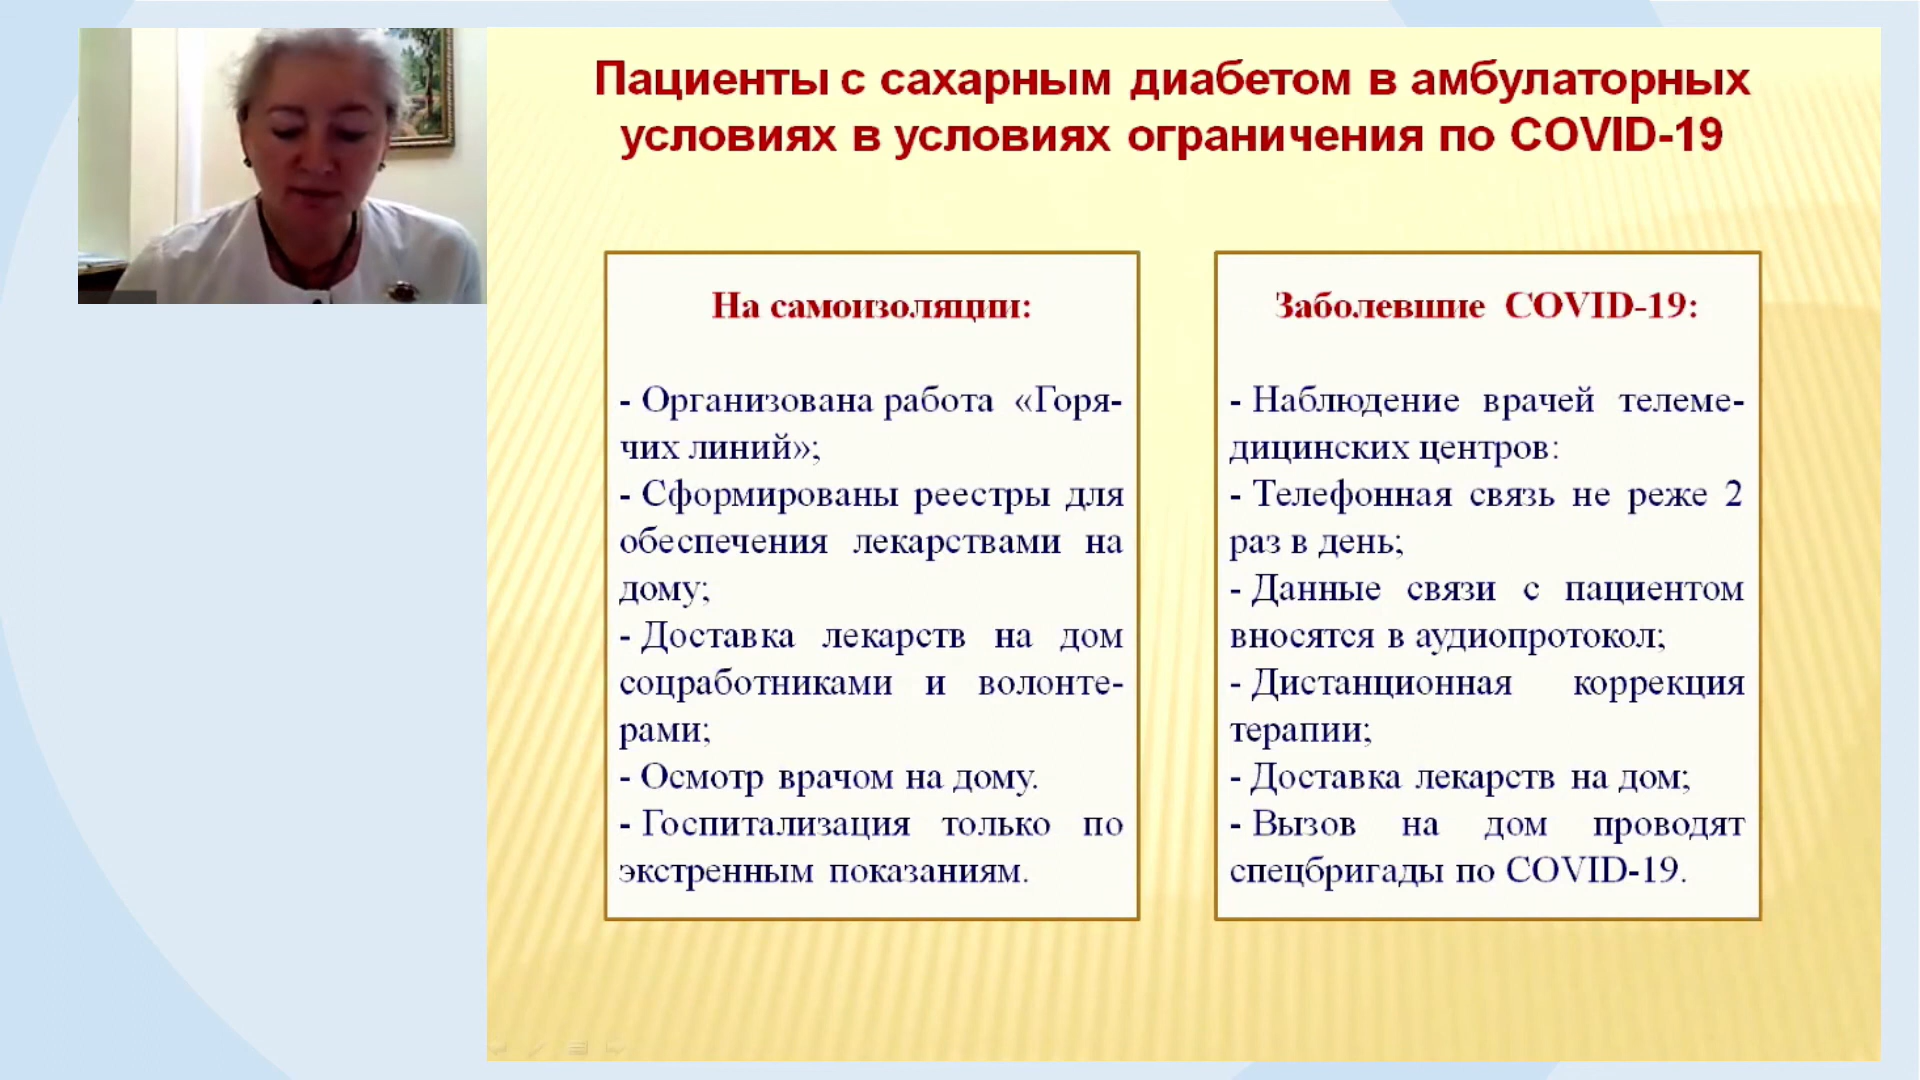 Пациенты с сахарным диабетом в амбулаторных
условиях в условиях ограничения по COVID-19
На самоизоляции:
- Организована работа «Горя-
чих линий»;
- Сформированы реестры для
обеспечения лекарствами на
дому;
- Доставка лекарств на дом
соцработниками и волонте-
рами;
- Осмотр врачом на дому.
- Госпитализация только по
экстренным показаниям.
Заболевшие COVID-19:
- Наблюдение врачей телеме-
дицинских центров:
- Телефонная связь не реже 2
раз в день;
- Данные связи с пациентом
вносятся в аудиопротокол;
- Дистанционная коррекция
терапии;
- Доставка лекарств на дом;
- Вызов на дом проводят
спецбригады по COVID-19.